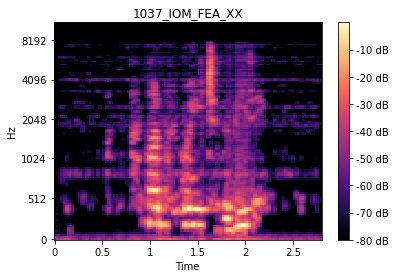 1037_IOM_FEA_XX
8192
4096
2048
1024
512
0
Hz
0 0.5 1 1.5 2 2.5
Time
-10 dB
-20 dB
-30 dB
-40 dB
-50 dB
-60 dB
-70 dB
-80 dB